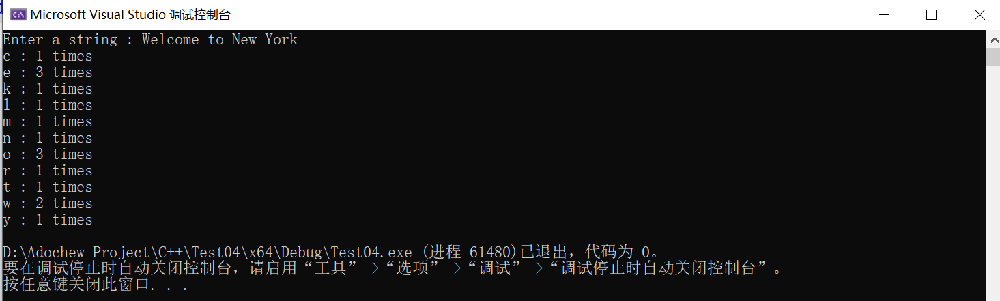 Microsoft Visual Studio 调试控制台
Enter a string : Welcome to New York
c : 1 times
e : 3 times
k : 1 times
l : 1 times
m : 1 times
n : 1 times
o : 3 times
r : 1 times
t : 1 times
w : 2 times
y : 1 times
D:\Adochew Project\C++\Test04\x64\Debug\Test04.exe (进程 61480)已退出，代码为 0。
要在调试停止时自动关闭控制台，请启用“工具”->“选项”->“调试”->“调试停止时自动关闭控制台”。
按任意键关闭此窗口. . .